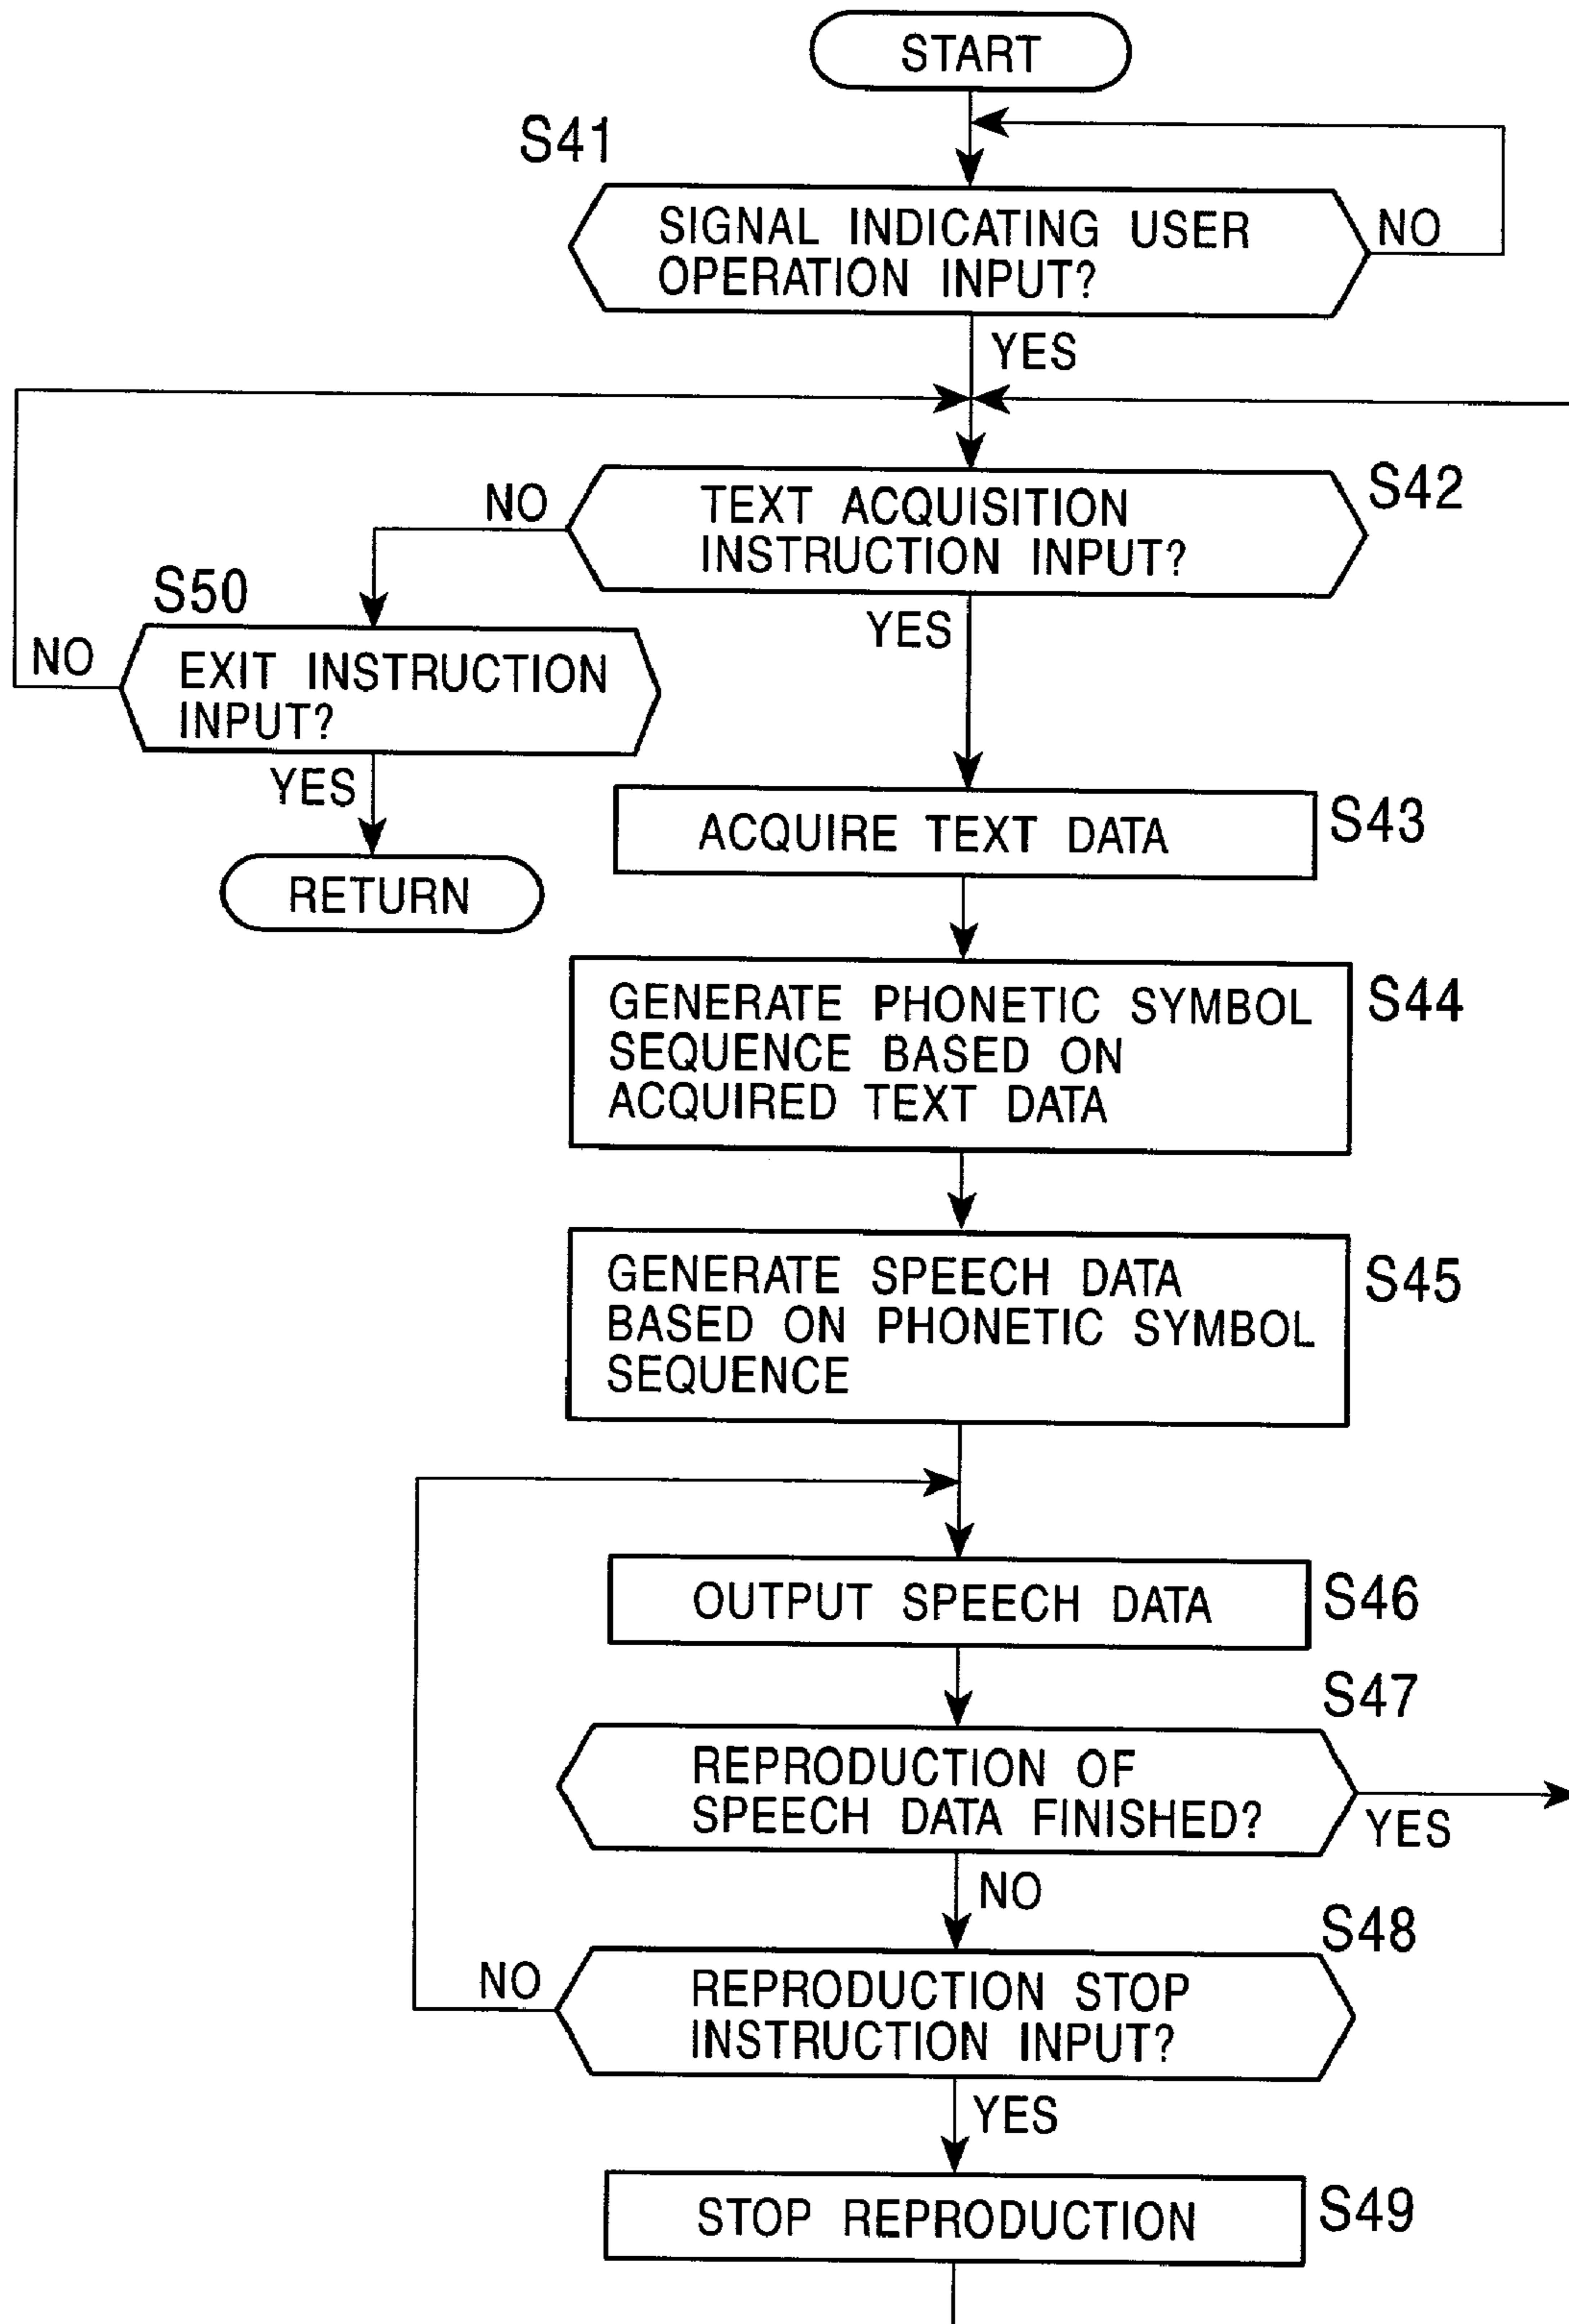 START
S41
SIGNAL INDICATING USER
OPERATION INPUT?
NO
YES
S42
TEXT ACQUISITION
INSTRUCTION INPUT?
NO
YES
S50
EXIT INSTRUCTION
INPUT?
NO
YES
RETURN
ACQUIRE TEXT DATA
S43
GENERATE PHONETIC SYMBOL
SEQUENCE BASED ON
ACQUIRED TEXT DATA
S44
GENERATE SPEECH DATA
BASED ON PHONETIC SYMBOL
SEQUENCE
S45
OUTPUT SPEECH DATA
S46
S47
REPRODUCTION OF
SPEECH DATA FINISHED?
YES
NO
S48
REPRODUCTION STOP
INSTRUCTION INPUT?
NO
YES
STOP REPRODUCTION
S49